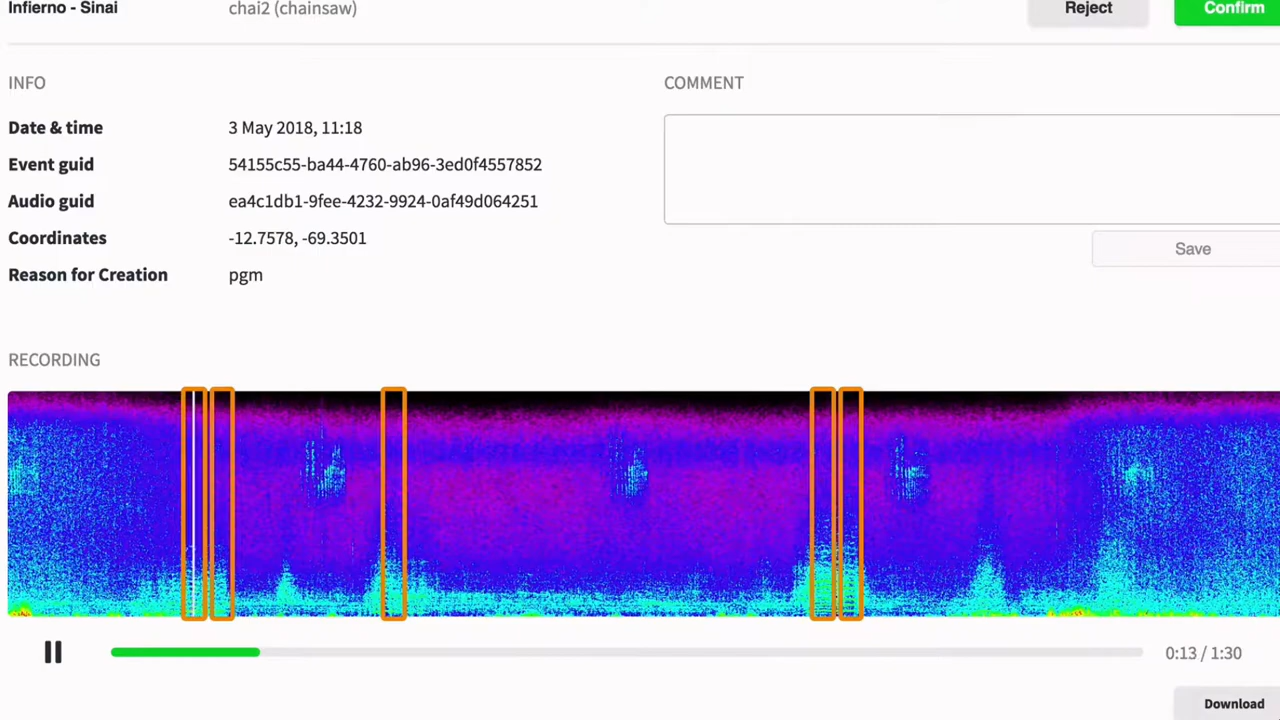 Infierno - Sinai chai2 (chainsaw) Reject Confirm
INFO COMMENT
Date & time 3 May 2018, 11:18
Event guid 54155c55-ba44-4760-ab96-3ed0f4557852
Audio guid ea4c1db1-9fee-4232-9924-0af49d064251
Coordinates -12.7578, -69.3501
Save
Reason for Creation pgm
RECORDING
0:13 / 1:30
Download